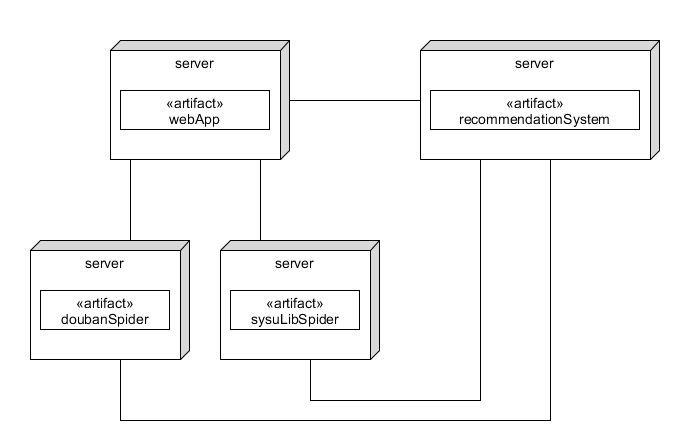 server
«artifact»
webApp
server
«artifact»
recommendationSystem
server
«artifact»
doubanSpider
server
«artifact»
sysuLibSpider